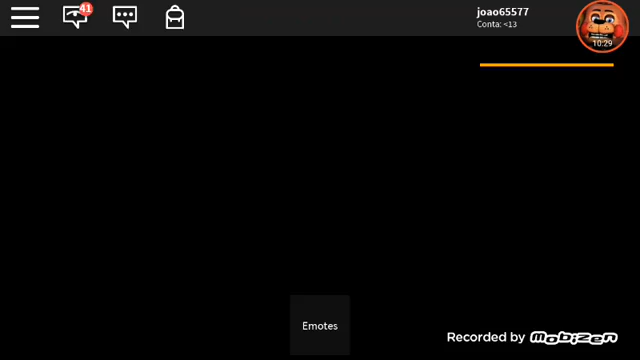 41
joao65577
Conta: <13
10:29
Emotes
Recorded by mobizen